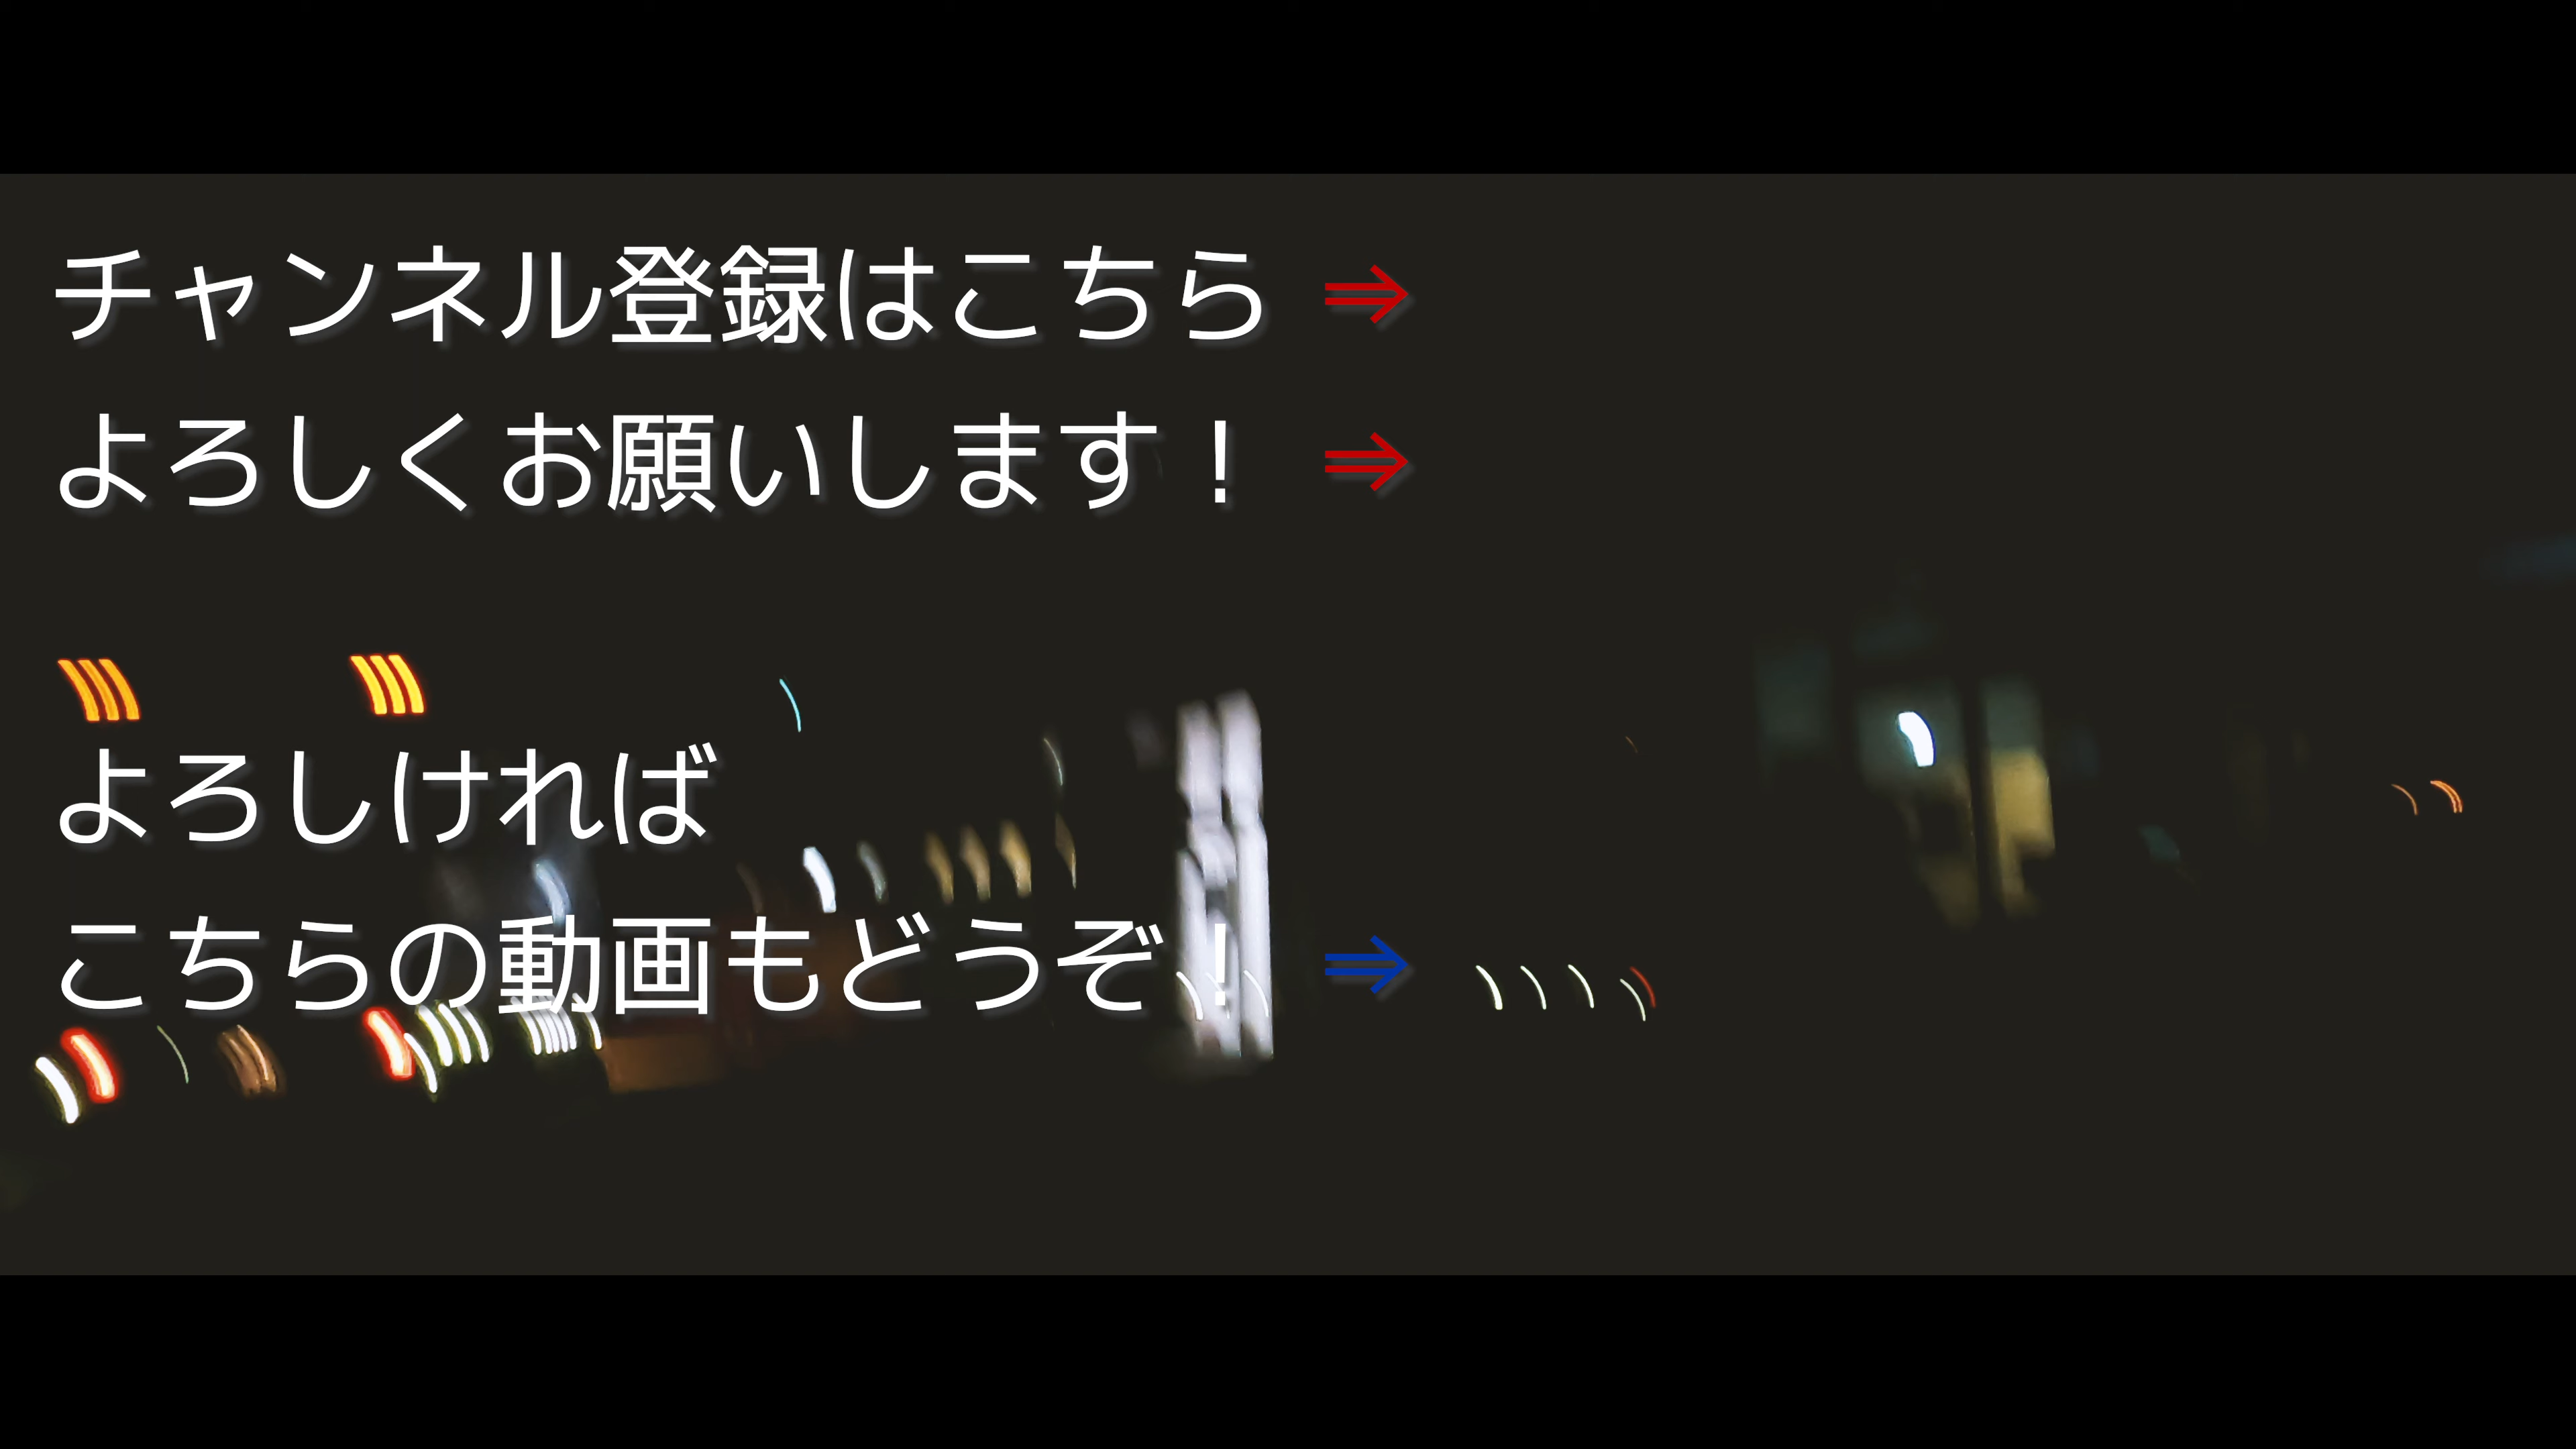 チャンネル登録はこちら ⇒
よろしくお願いします！ ⇒
よろしければ
こちらの動画もどうぞ！ ⇒